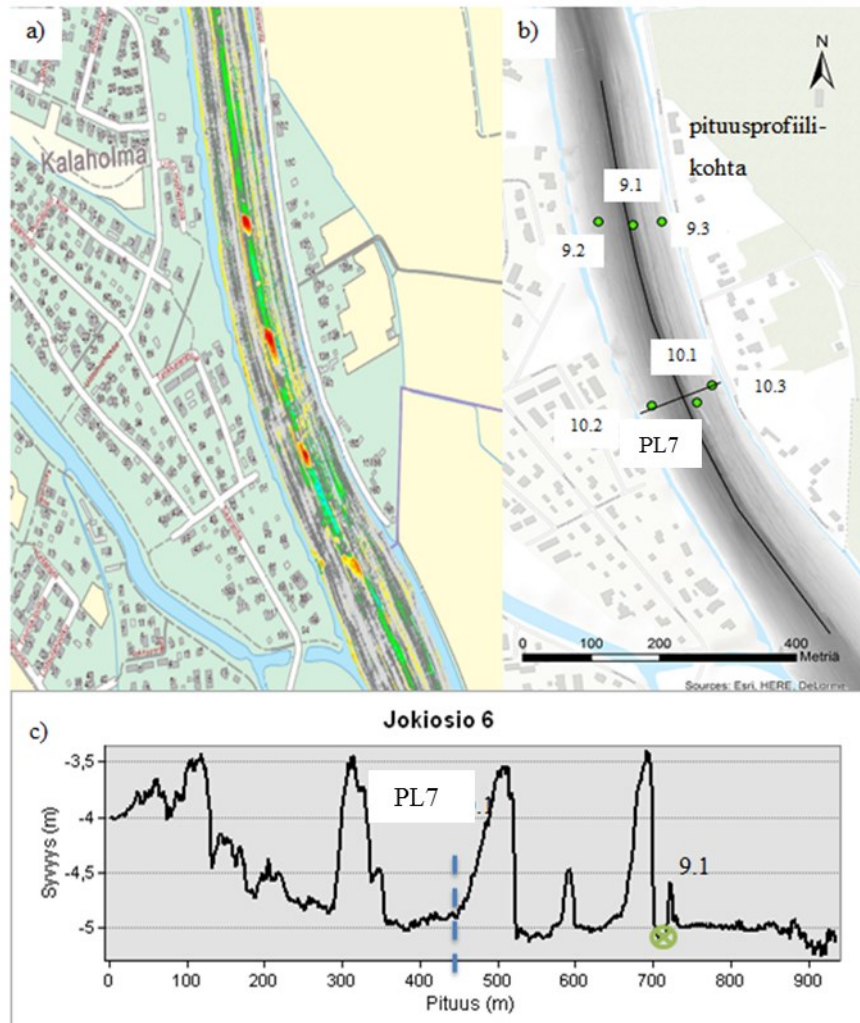 a)
Kalaholma
b)
N
pituusprofiili-
kohta
9.1
9.2
9.3
10.1
10.3
10.2
PL7
0 100 200 400
Metriä
Sources: Esri, HERE, DeLorme,
c)
Jokiosio 6
Syvyys (m)
-3,5
-4
-4,5
-5
PL7
9.1
0 100 200 300 400 500 600 700 800 900
Pituus (m)